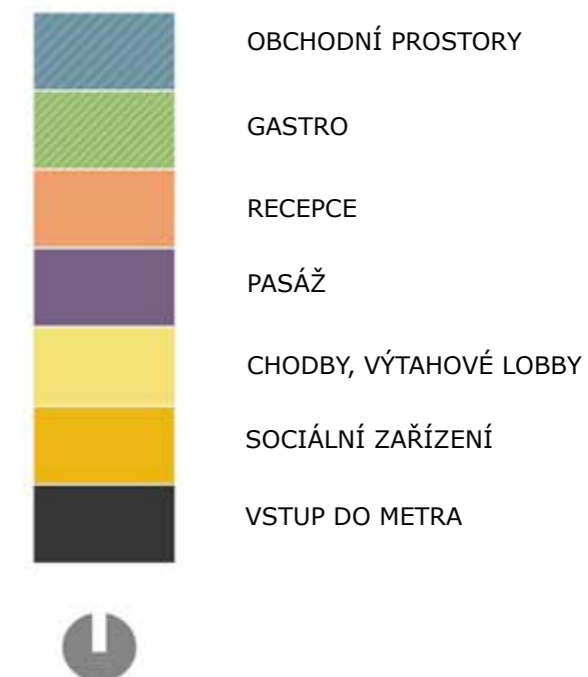 OBCHODNÍ PROSTORY
GASTRO
RECEPCE
PASÁŽ
CHODBY, VÝTAHOVÉ LOBBY
SOCIÁLNÍ ZAŘÍZENÍ
VSTUP DO METRA